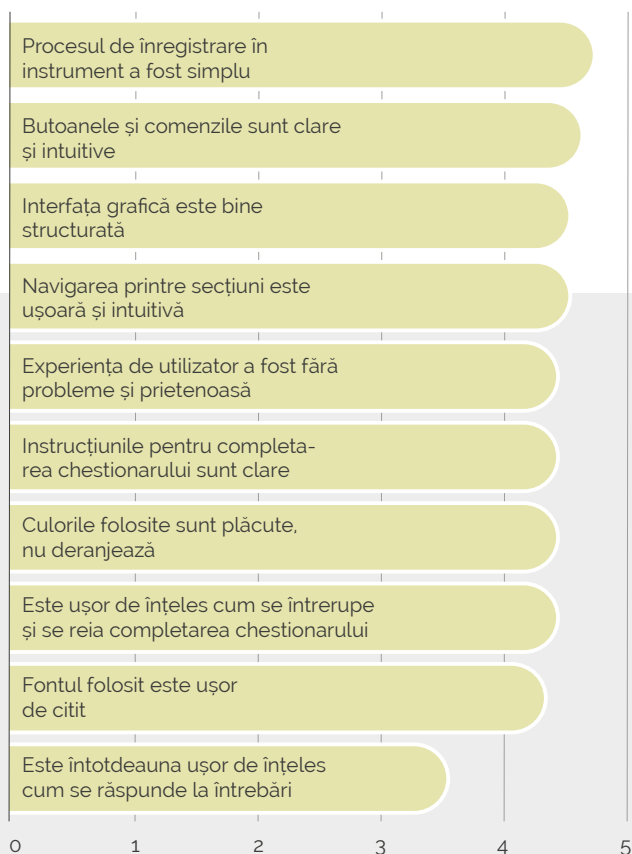 Procesul de înregistrare în
instrument a fost simplu
Butoanele și comenzile sunt clare
și intuitive
Interfața grafică este bine
structurată
Navigarea printre secțiuni este
ușoară și intuitivă
Experiența de utilizator a fost fără
probleme și prietenoasă
Instrucțiunile pentru completa-
rea chestionarului sunt clare
Culorile folosite sunt plăcute,
nu deranjează
Este ușor de înțeles cum se întrerupe
și se reia completarea chestionarului
Fontul folosit este ușor
de citit
Este întotdeauna ușor de înțeles
cum se răspunde la întrebări
0 1 2 3 4 5